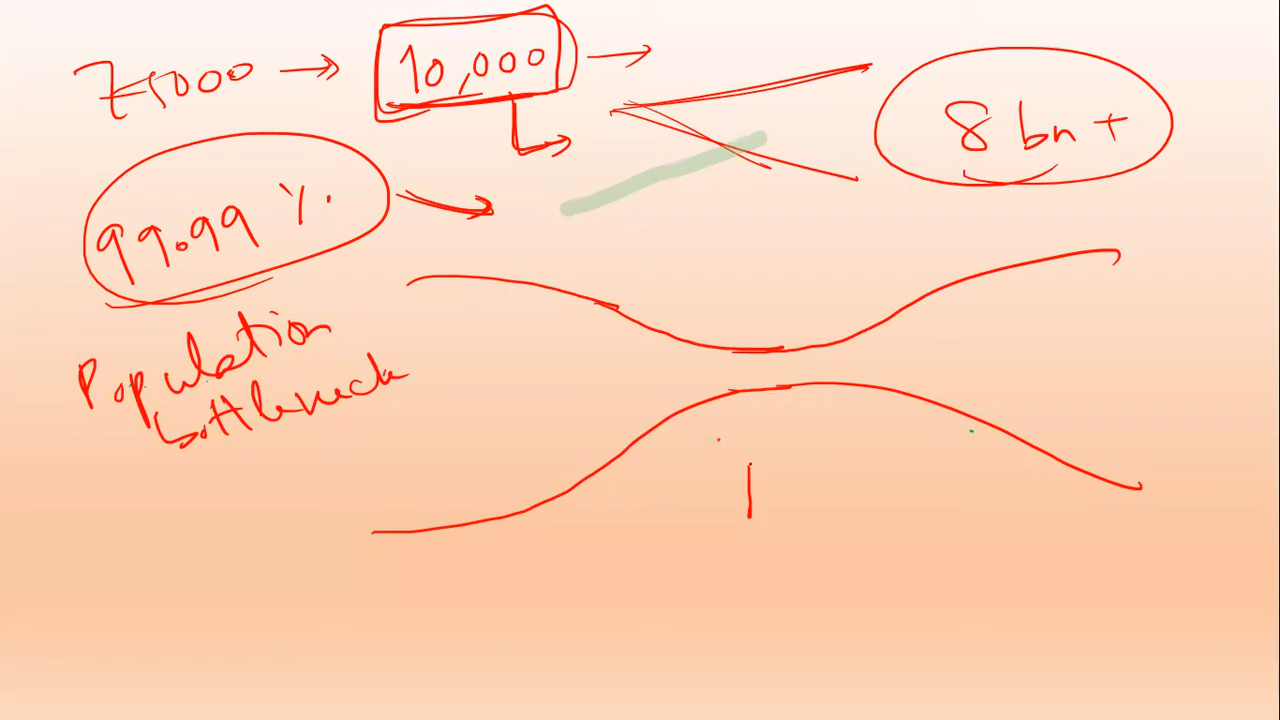 75000 → 10,000 →
8 bn +
99.99 %.
Population
bottleneck